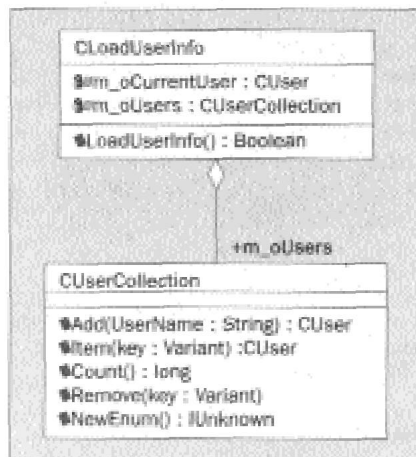 CLoadUserInfo
m_oCurrentUser : CUser
m_oUsers : CUserCollection
LoadUserInfo() : Boolean
+m_oUsers
CUserCollection
Add(UserName : String) : CUser
Item(key : Variant) :CUser
Count() : long
Remove(key : Variant)
NewEnum() : IUnknown